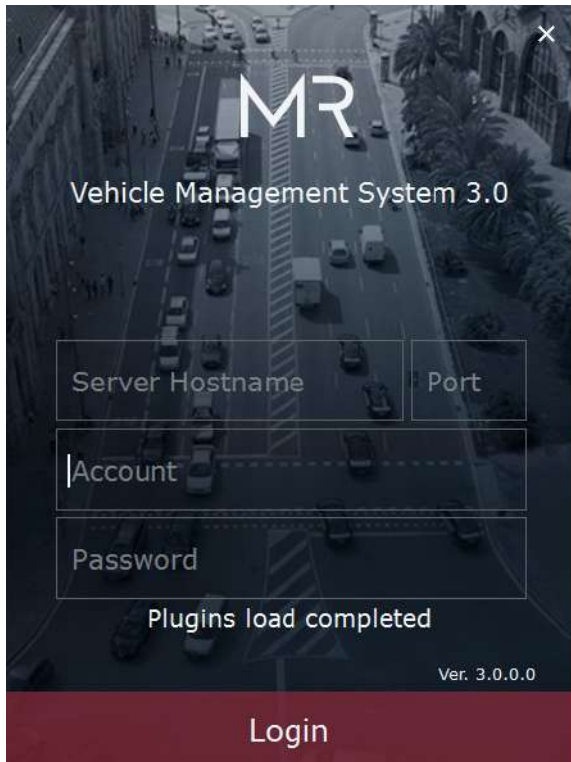 ×
MR
Vehicle Management System 3.0
Server Hostname Port
Account
Password
Plugins load completed
Ver. 3.0.0.0
Login